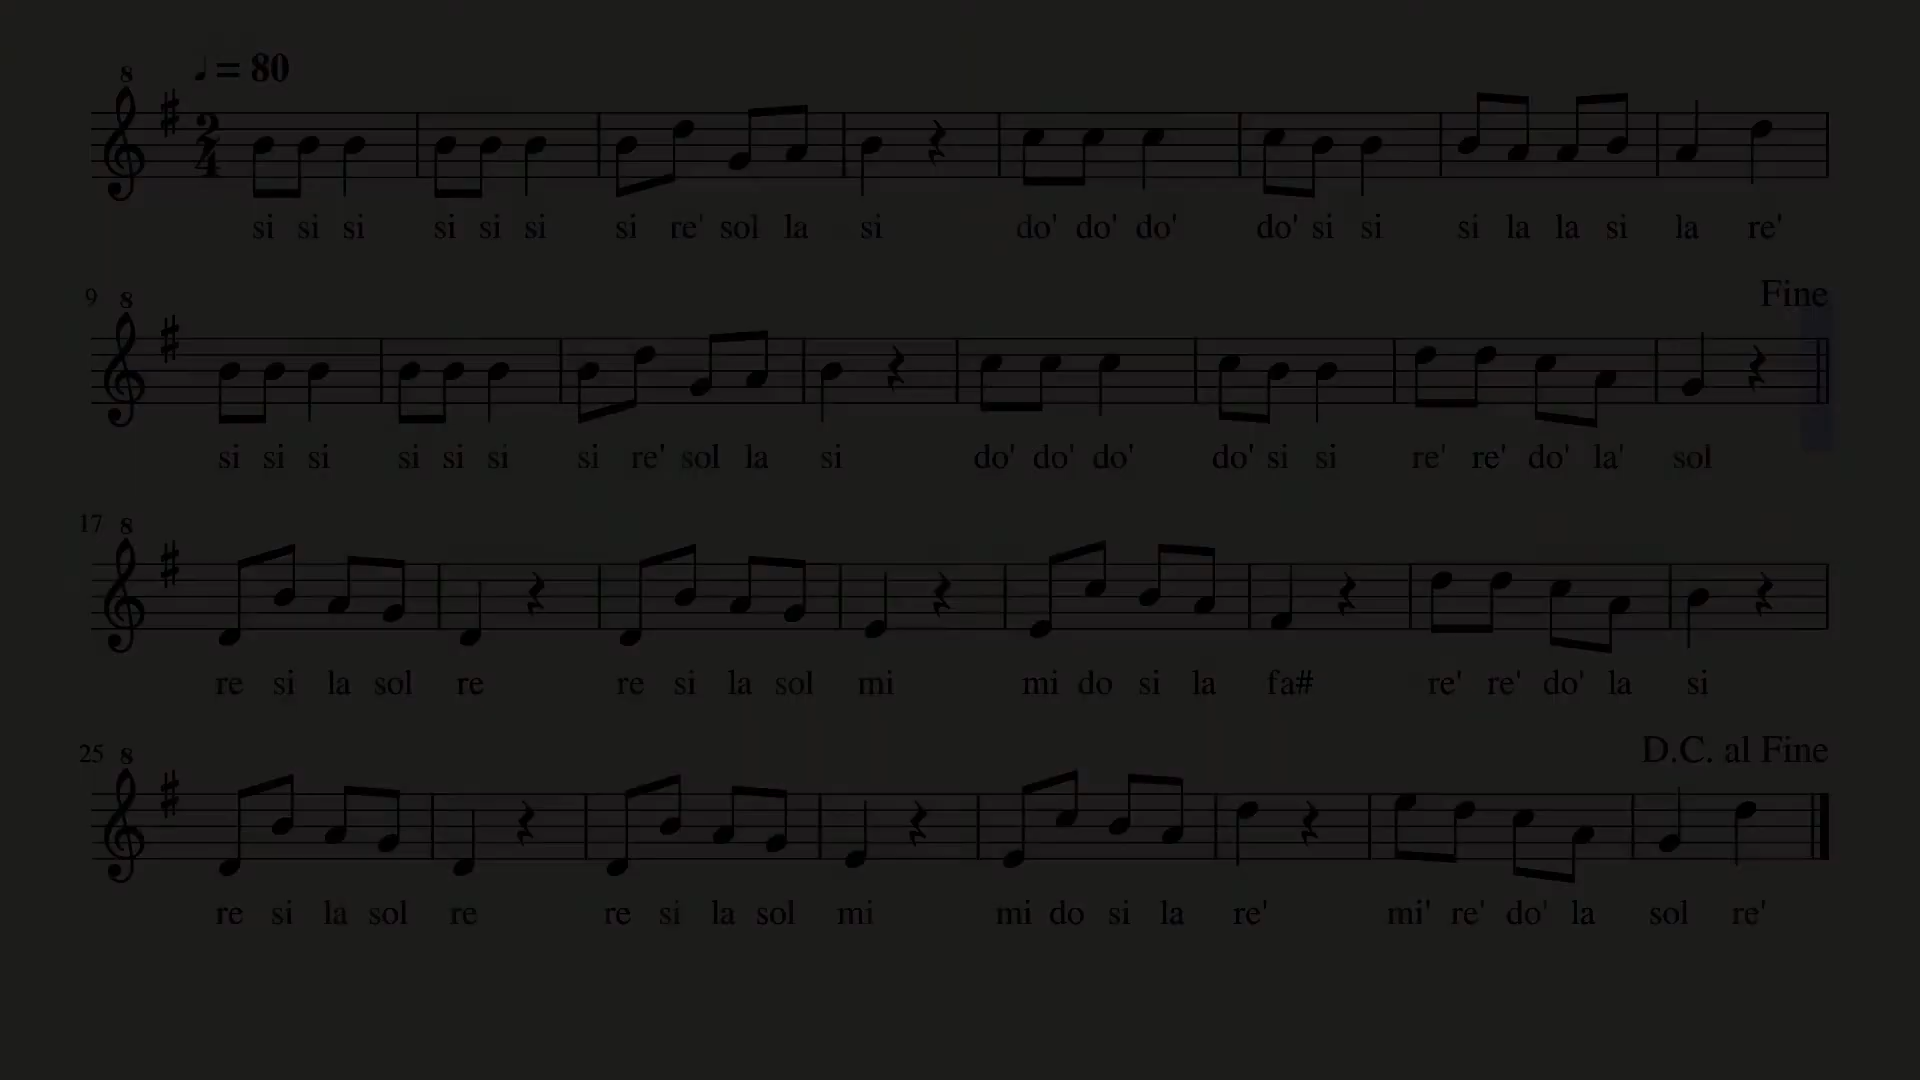 8 ♩ = 80
2 4
si si si si si si si re' sol la si do' do' do' do' si si si la la si la re'
9 8 Fine
si si si si si si si re' sol la si do' do' do' do' si si re' re' do' la' sol
17 8
re si la sol re re si la sol mi mi do si la fa# re' re' do' la si
25 8 D.C. al Fine
re si la sol re re si la sol mi mi do si la re' mi' re' do' la sol re'